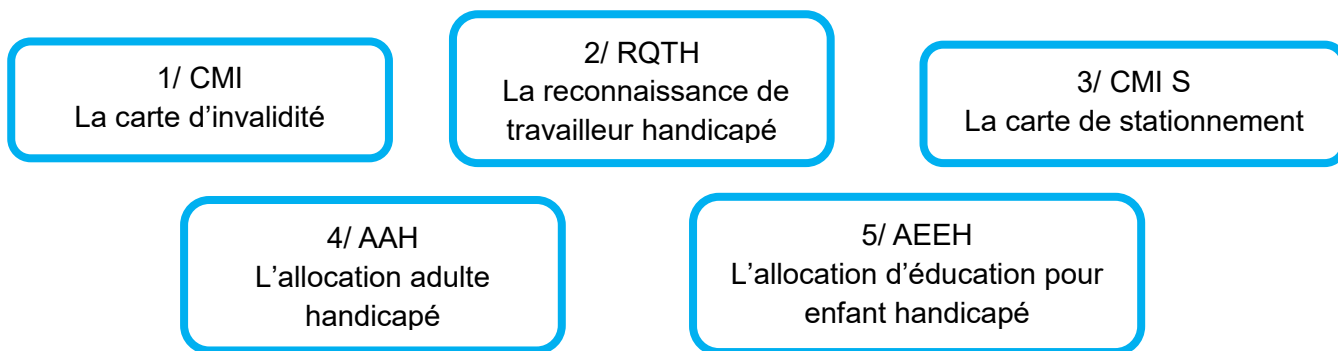 1/ CMI
La carte d’invalidité
2/ RQTH
La reconnaissance de
travailleur handicapé
3/ CMI S
La carte de stationnement
4/ AAH
L’allocation adulte
handicapé
5/ AEEH
L’allocation d’éducation pour
enfant handicapé